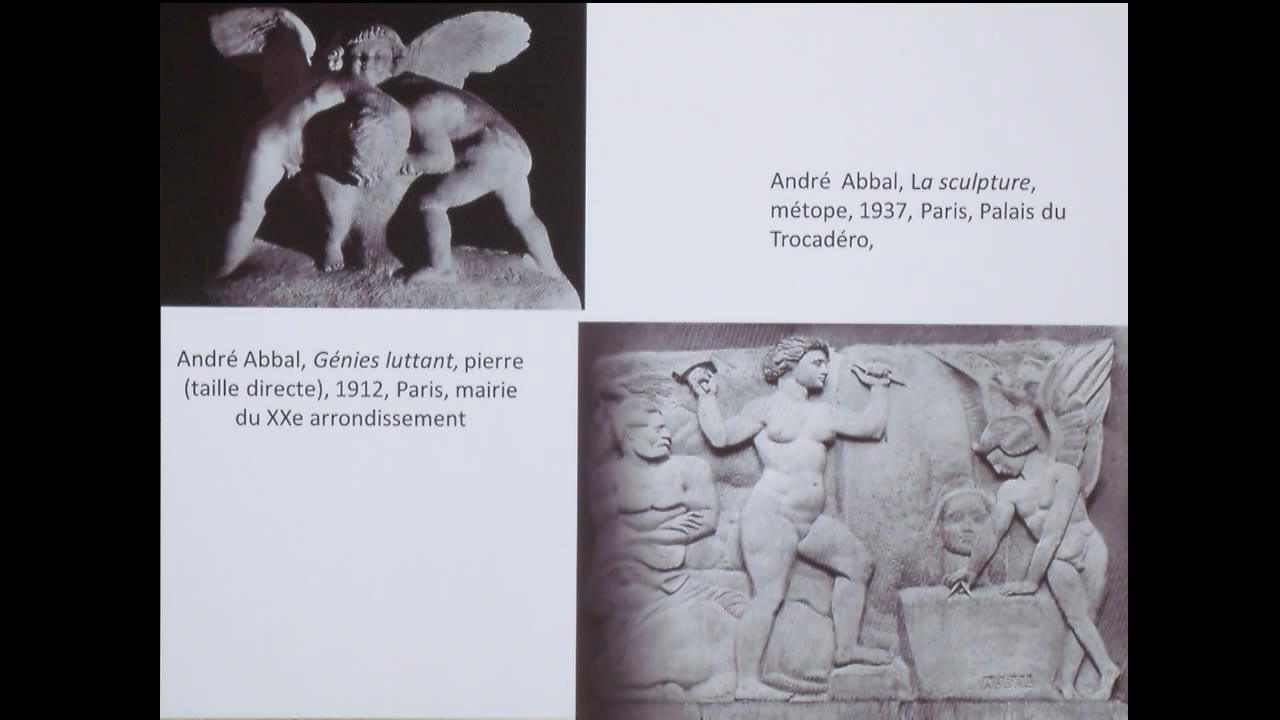 André Abbal, La sculpture,
métope, 1937, Paris, Palais du
Trocadéro,
André Abbal, Génies luttant, pierre
(taille directe), 1912, Paris, mairie
du XXe arrondissement
ABBAL